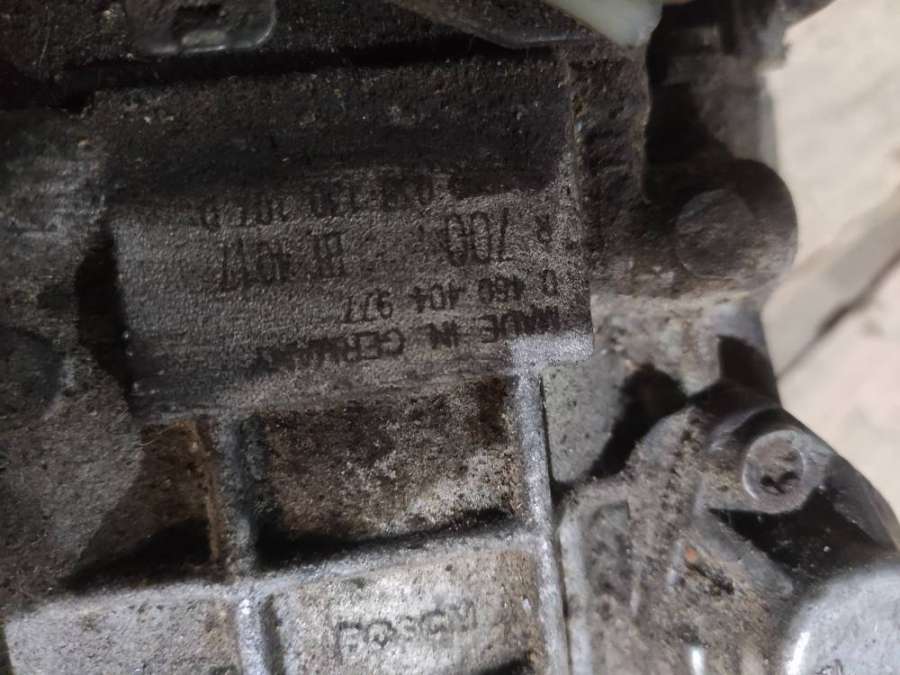 MADE IN GERMANY
0 460 404 977
R 700
038 130 107 D
BOSCH